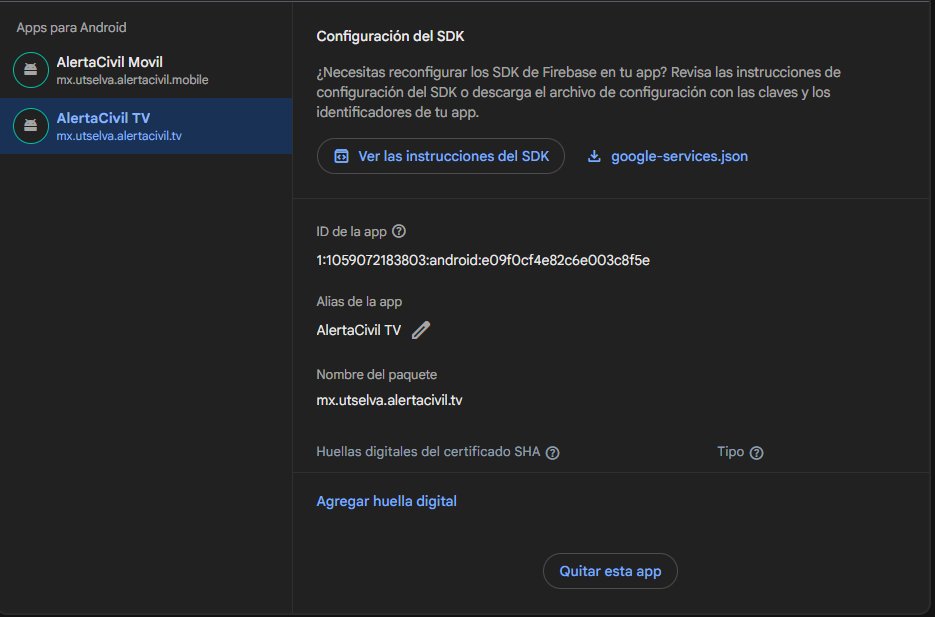 Apps para Android
AlertaCivil Movil
mx.utselva.alertacivil.mobile
AlertaCivil TV
mx.utselva.alertacivil.tv
Configuración del SDK
¿Necesitas reconfigurar los SDK de Firebase en tu app? Revisa las instrucciones de
configuración del SDK o descarga el archivo de configuración con las claves y los
identificadores de tu app.
Ver las instrucciones del SDK
google-services.json
ID de la app
1:1059072183803:android:e09f0cf4e82c6e003c8f5e
Alias de la app
AlertaCivil TV
Nombre del paquete
mx.utselva.alertacivil.tv
Huellas digitales del certificado SHA
Tipo
Agregar huella digital
Quitar esta app